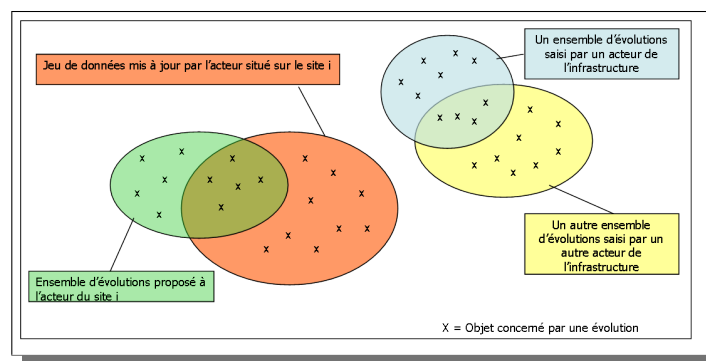 Jeu de données mis à jour par l'acteur situé sur le site i
Un ensemble d'évolutions
saisi par un acteur de
l'infrastructure
Un autre ensemble
d'évolutions saisi par un
autre acteur de
l'infrastructure
Ensemble d'évolutions proposé à
l'acteur du site i
X = Objet concerné par une évolution